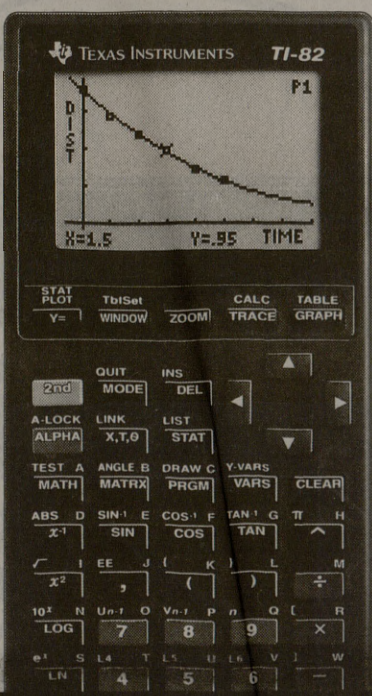 TEXAS INSTRUMENTS TI-82
P1
DIST
X=1.5 Y=.95 TIME
STAT PLOT TblSet CALC TABLE
Y= WINDOW ZOOM TRACE GRAPH
QUIT INS
2nd MODE DEL
A-LOCK LINK LIST
ALPHA X,T,θ STAT
TEST A ANGLE B DRAW C Y-VARS
MATH MATRX PRGM VARS CLEAR
ABS D SIN-1 E COS-1 F TAN-1 G π H
x-1 SIN COS TAN ^
√ I EE J { K } L M
x² , ( ) ÷
10x N Un-1 O Vn-1 P n Q [ R
LOG 7 8 9 ×
ex S L4 T L5 U L6 V ] W
LN 4 5 6 −